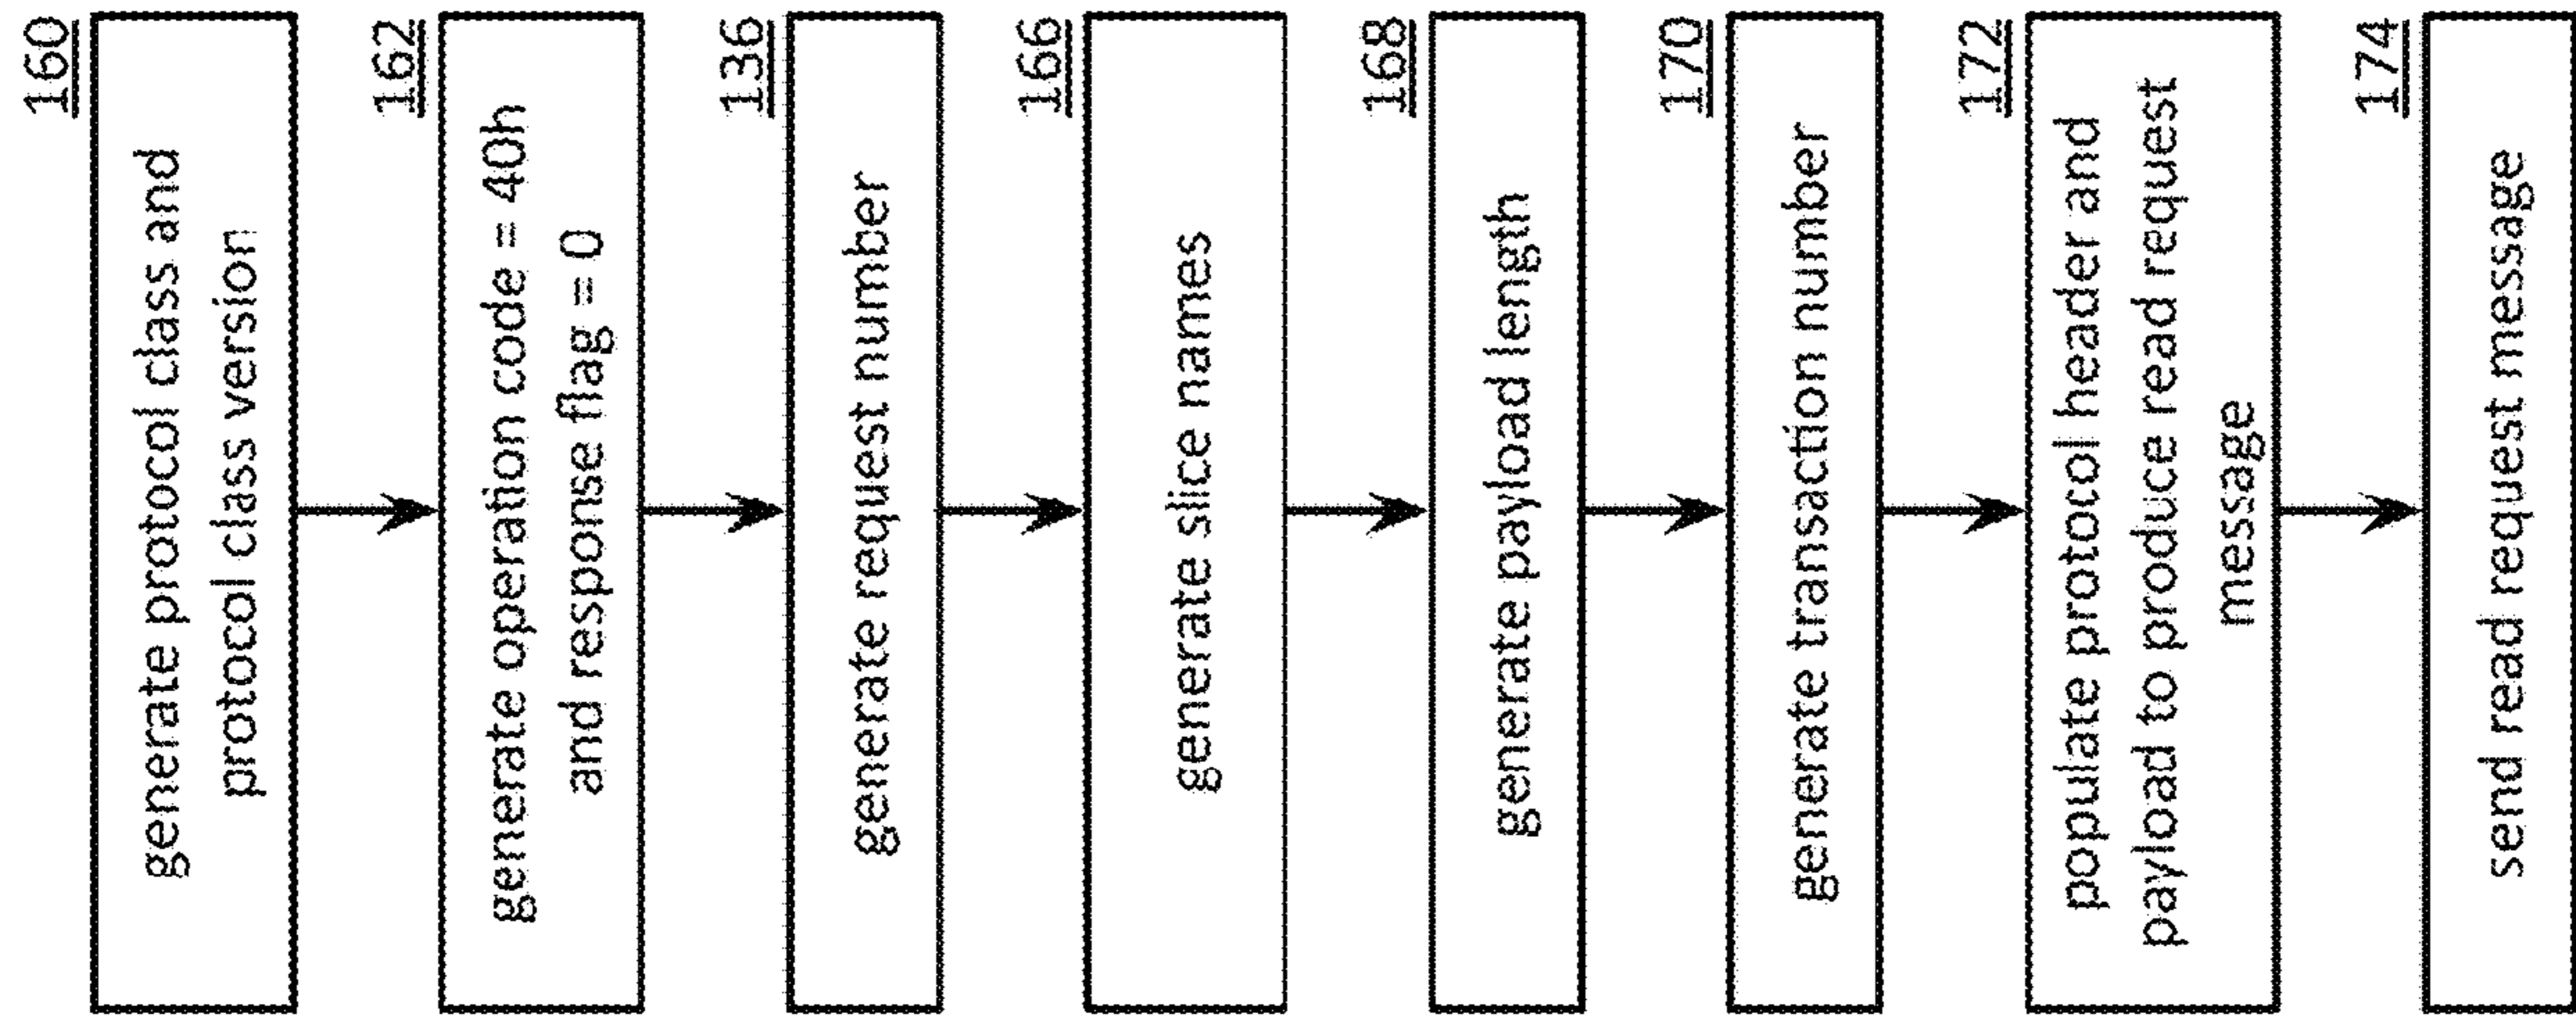 160
generate protocol class and
protocol class version
162
generate operation code = 40h
and response flag = 0
136
generate request number
166
generate slice names
168
generate payload length
170
generate transaction number
172
populate protocol header and
payload to produce read request
message
174
send read request message